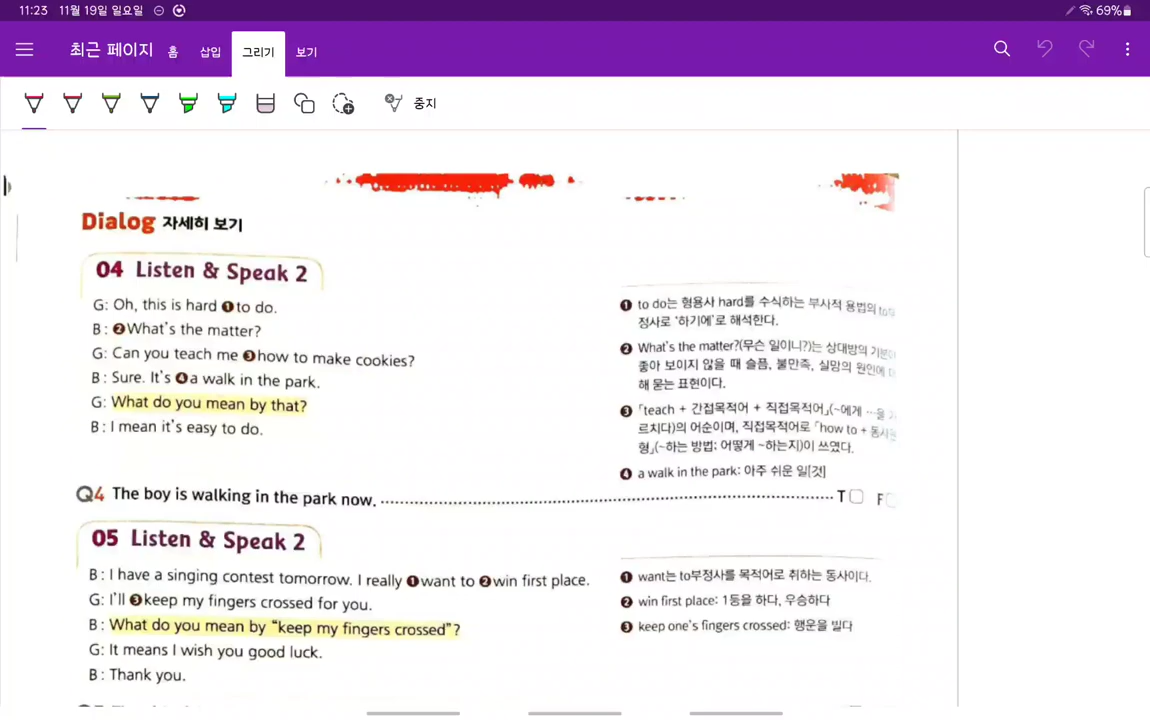 11:23 11월 19일 일요일 69%
최근 페이지 홈 삽입 그리기 보기
중지
Dialog 자세히 보기
04 Listen & Speak 2
G: Oh, this is hard ❶to do.
B: ❷What's the matter?
G: Can you teach me ❸how to make cookies?
B: Sure. It's ❹a walk in the park.
G: What do you mean by that?
B: I mean it's easy to do.
❶ to do는 형용사 hard를 수식하는 부사적 용법의 to부
정사로 '하기에'로 해석한다.
❷ What's the matter?(무슨 일이니?)는 상대방의 기분이
좋아 보이지 않을 때 슬픔, 불만족, 실망의 원인에 대
해 묻는 표현이다.
❸ 「teach + 간접목적어 + 직접목적어」(~에게 …을 가
르치다)의 어순이며, 직접목적어로 「how to + 동사원
형」(~하는 방법; 어떻게 ~하는지)이 쓰였다.
❹ a walk in the park: 아주 쉬운 일[것]
Q4 The boy is walking in the park now. T F
05 Listen & Speak 2
B: I have a singing contest tomorrow. I really ❶want to ❷win first place.
G: I'll ❸keep my fingers crossed for you.
B: What do you mean by “keep my fingers crossed”?
G: It means I wish you good luck.
B: Thank you.
❶ want는 to부정사를 목적어로 취하는 동사이다.
❷ win first place: 1등을 하다, 우승하다
❸ keep one's fingers crossed: 행운을 빌다